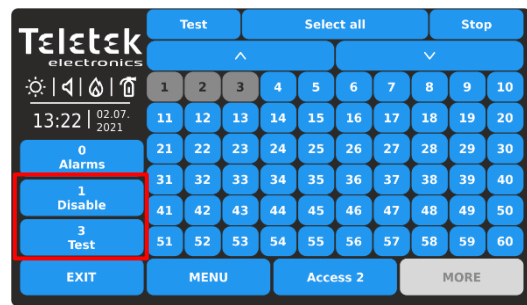 Teletek
electronics
13:22 02.07.
2021
0
Alarms
1
Disable
3
Test
EXIT
Test Select all Stop
1 2 3 4 5 6 7 8 9 10
11 12 13 14 15 16 17 18 19 20
21 22 23 24 25 26 27 28 29 30
31 32 33 34 35 36 37 38 39 40
41 42 43 44 45 46 47 48 49 50
51 52 53 54 55 56 57 58 59 60
MENU Access 2 MORE